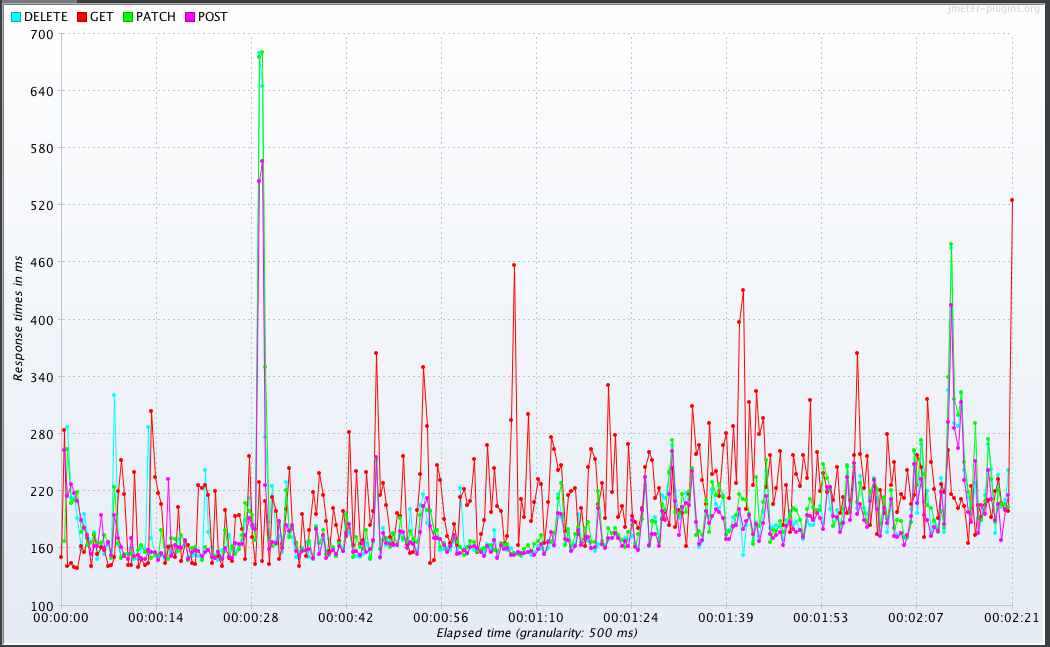 jmeter-plugins.org
DELETE GET PATCH POST
700
640
580
520
460
400
340
280
220
160
100
Response times in ms
00:00:00 00:00:14 00:00:28 00:00:42 00:00:56 00:01:10 00:01:24 00:01:39 00:01:53 00:02:07 00:02:21
Elapsed time (granularity: 500 ms)